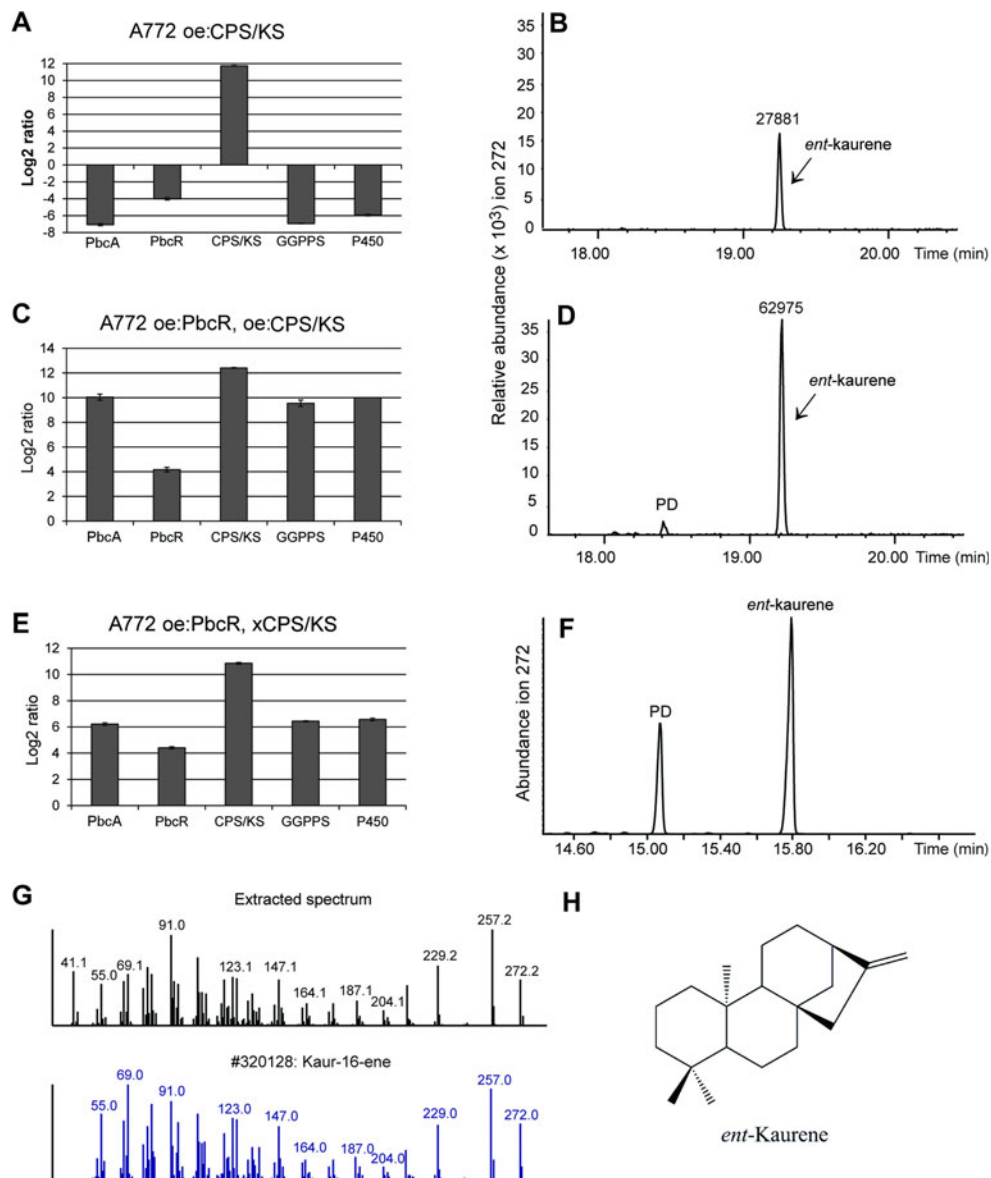 A
A772 oe:CPS/KS
Log2 ratio
12
10
8
6
4
2
0
-2
-4
-6
-8
PbcA PbcR CPS/KS GGPPS P450
B
Relative abundance (x 10³) ion 272
35
30
25
20
15
10
5
0
27881
ent-kaurene
18.00 19.00 20.00 Time (min)
C
A772 oe:PbcR, oe:CPS/KS
Log2 ratio
14
12
10
8
6
4
2
0
PbcA PbcR CPS/KS GGPPS P450
D
35
30
25
20
15
10
5
0
62975
ent-kaurene
PD
18.00 19.00 20.00 Time (min)
E
A772 oe:PbcR, xCPS/KS
Log2 ratio
12
10
8
6
4
2
0
PbcA PbcR CPS/KS GGPPS P450
F
Abundance ion 272
ent-kaurene
PD
14.60 15.00 15.40 15.80 16.20 Time (min)
G
Extracted spectrum
41.1 55.0 69.1 91.0 123.1 147.1 164.1 187.1 204.1 229.2 257.2 272.2
#320128: Kaur-16-ene
55.0 69.0 91.0 123.0 147.0 164.0 187.0 204.0 229.0 257.0 272.0
H
ent-Kaurene